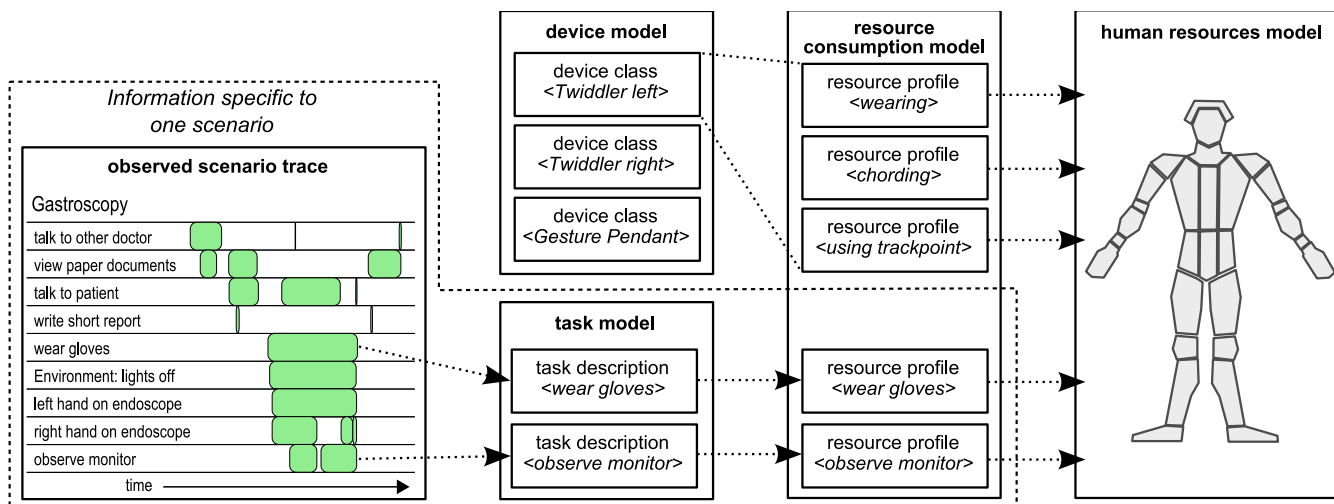 Information specific to
one scenario
observed scenario trace
Gastroscopy
talk to other doctor
view paper documents
talk to patient
write short report
wear gloves
Environment: lights off
left hand on endoscope
right hand on endoscope
observe monitor
time
device model
device class
<Twiddler left>
device class
<Twiddler right>
device class
<Gesture Pendant>
task model
task description
<wear gloves>
task description
<observe monitor>
resource
consumption model
resource profile
<wearing>
resource profile
<chording>
resource profile
<using trackpoint>
resource profile
<wear gloves>
resource profile
<observe monitor>
human resources model